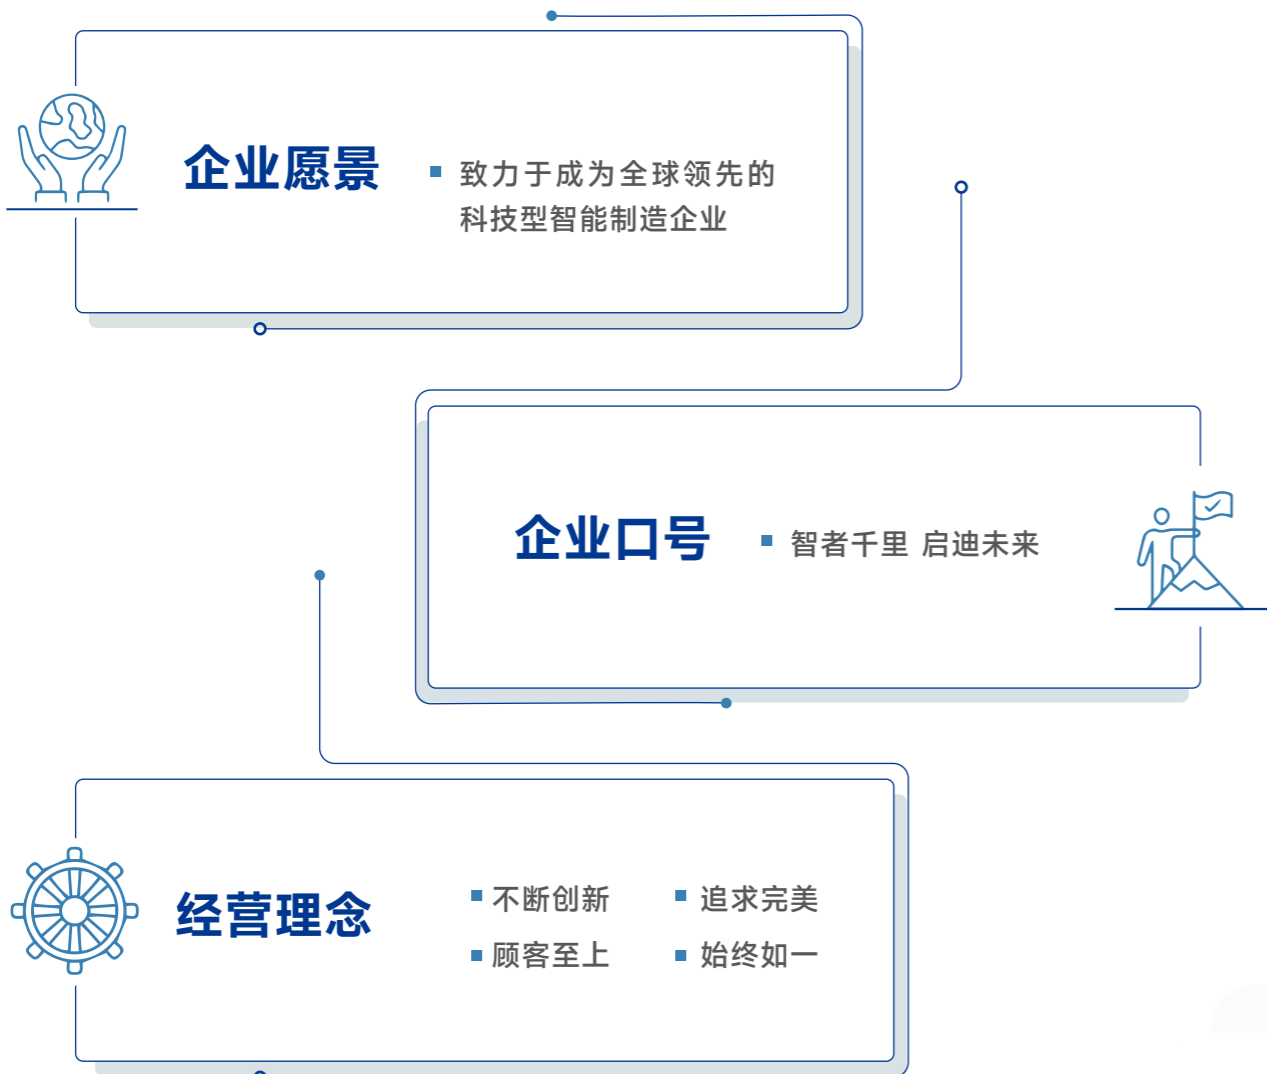 企业愿景
致力于成为全球领先的
科技型智能制造企业
企业口号
智者千里 启迪未来
经营理念
不断创新 追求完美
顾客至上 始终如一